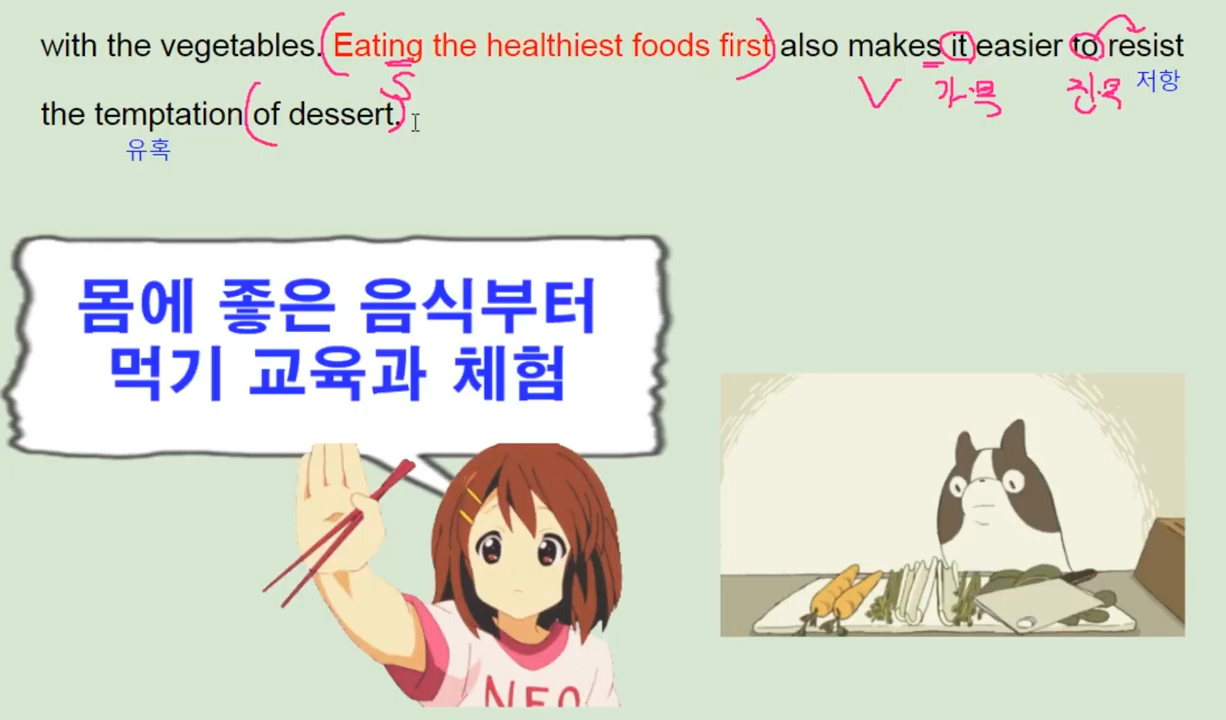 with the vegetables. (Eating the healthiest foods first) also makes it easier to resist
S
V 가·목 진·목 저항
the temptation (of dessert.)
유혹
몸에 좋은 음식부터
먹기 교육과 체험
NEO